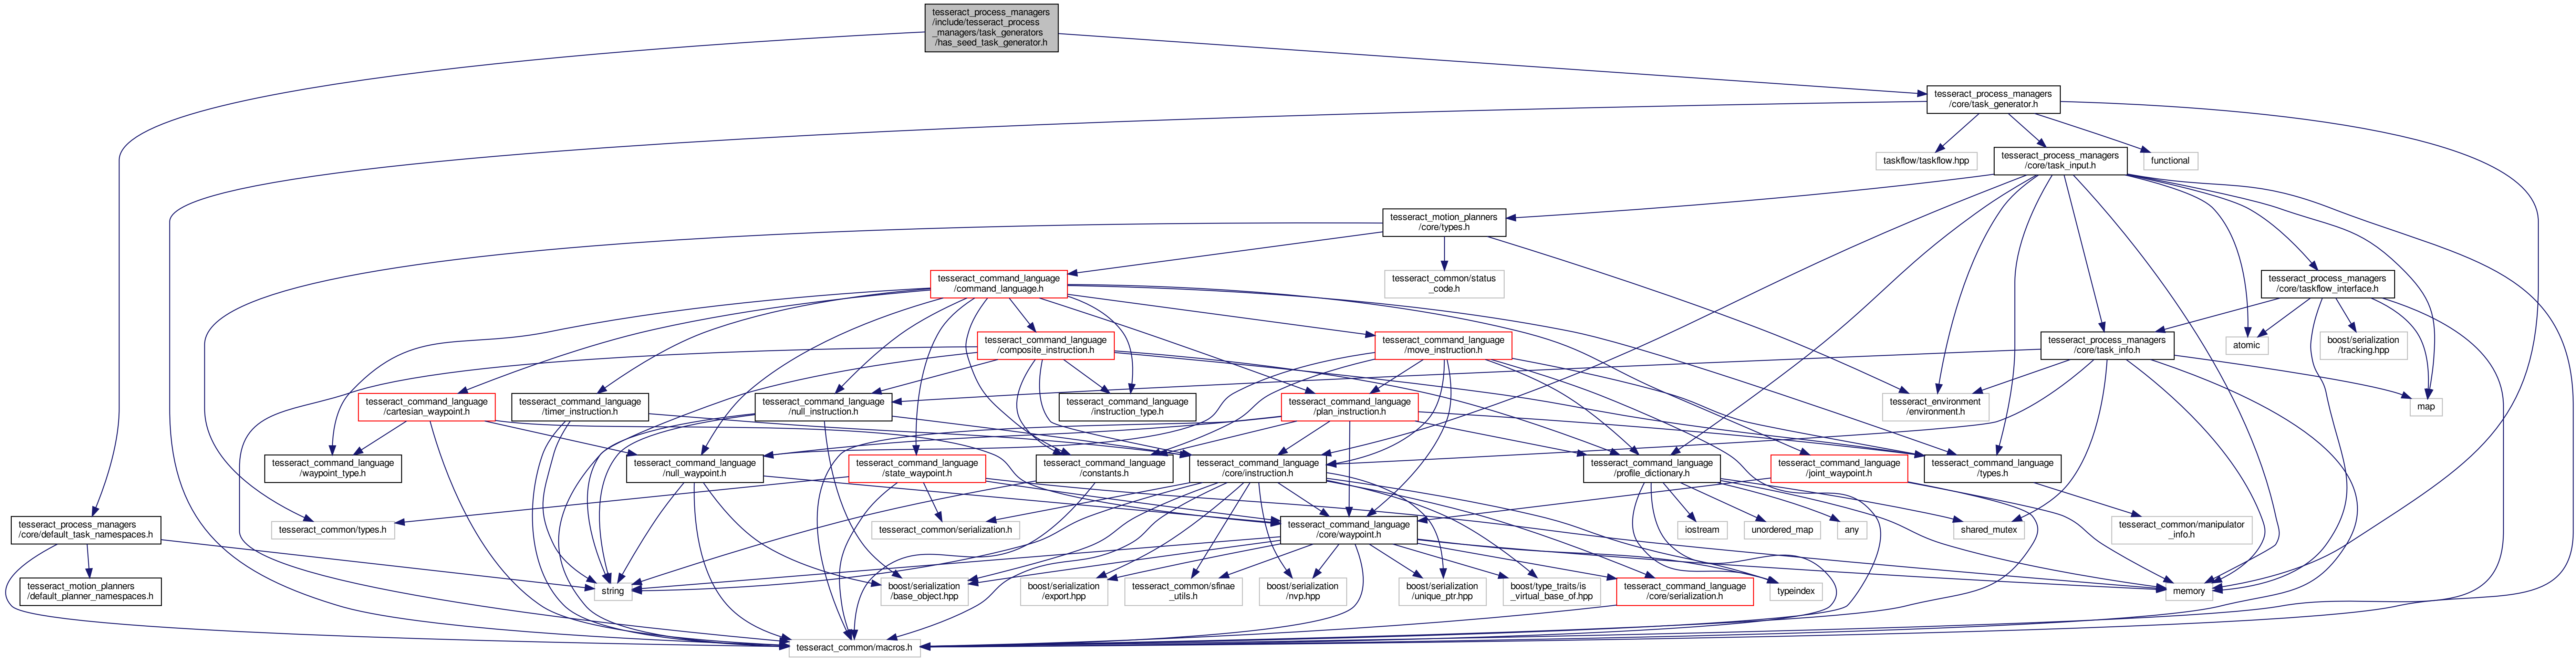 tesseract_process_managers
/include/tesseract_process
_managers/task_generators
/has_seed_task_generator.h
tesseract_process_managers
/core/task_generator.h
taskflow/taskflow.hpp
tesseract_process_managers
/core/task_input.h
functional
tesseract_motion_planners
/core/types.h
tesseract_command_language
/command_language.h
tesseract_common/status
_code.h
tesseract_process_managers
/core/taskflow_interface.h
tesseract_command_language
/composite_instruction.h
tesseract_command_language
/move_instruction.h
tesseract_process_managers
/core/task_info.h
atomic
boost/serialization
/tracking.hpp
tesseract_command_language
/cartesian_waypoint.h
tesseract_command_language
/timer_instruction.h
tesseract_command_language
/null_instruction.h
tesseract_command_language
/instruction_type.h
tesseract_command_language
/plan_instruction.h
tesseract_environment
/environment.h
map
tesseract_command_language
/waypoint_type.h
tesseract_command_language
/null_waypoint.h
tesseract_command_language
/state_waypoint.h
tesseract_command_language
/constants.h
tesseract_command_language
/core/instruction.h
tesseract_command_language
/profile_dictionary.h
tesseract_command_language
/joint_waypoint.h
tesseract_command_language
/types.h
tesseract_process_managers
/core/default_task_namespaces.h
tesseract_common/types.h
tesseract_common/serialization.h
tesseract_command_language
/core/waypoint.h
iostream
unordered_map
any
shared_mutex
tesseract_common/manipulator
_info.h
tesseract_motion_planners
/default_planner_namespaces.h
string
boost/serialization
/base_object.hpp
boost/serialization
/export.hpp
tesseract_common/sfinae
_utils.h
boost/serialization
/nvp.hpp
boost/serialization
/unique_ptr.hpp
boost/type_traits/is
_virtual_base_of.hpp
tesseract_command_language
/core/serialization.h
typeindex
memory
tesseract_common/macros.h